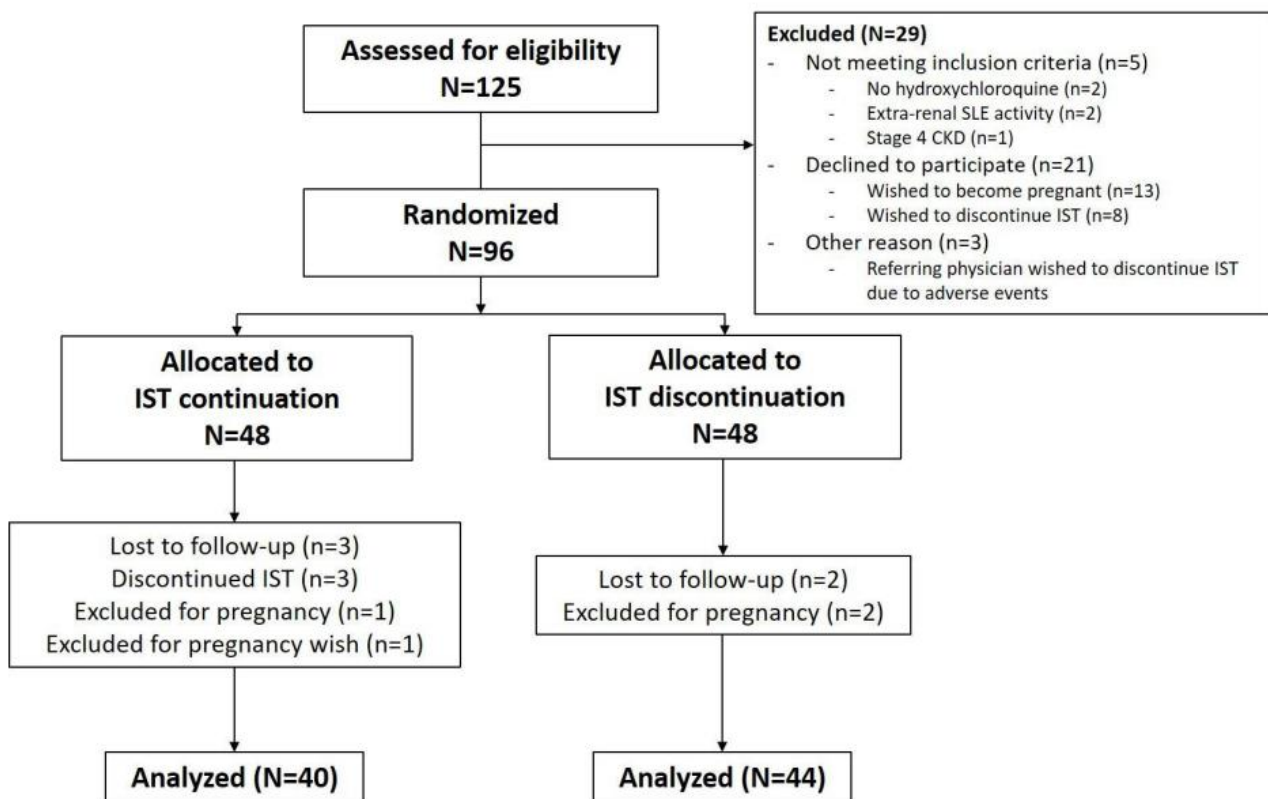 Assessed for eligibility
N=125
Excluded (N=29)
- Not meeting inclusion criteria (n=5)
- No hydroxychloroquine (n=2)
- Extra-renal SLE activity (n=2)
- Stage 4 CKD (n=1)
- Declined to participate (n=21)
- Wished to become pregnant (n=13)
- Wished to discontinue IST (n=8)
- Other reason (n=3)
- Referring physician wished to discontinue IST
due to adverse events
Randomized
N=96
Allocated to
IST continuation
N=48
Allocated to
IST discontinuation
N=48
Lost to follow-up (n=3)
Discontinued IST (n=3)
Excluded for pregnancy (n=1)
Excluded for pregnancy wish (n=1)
Lost to follow-up (n=2)
Excluded for pregnancy (n=2)
Analyzed (N=40)
Analyzed (N=44)